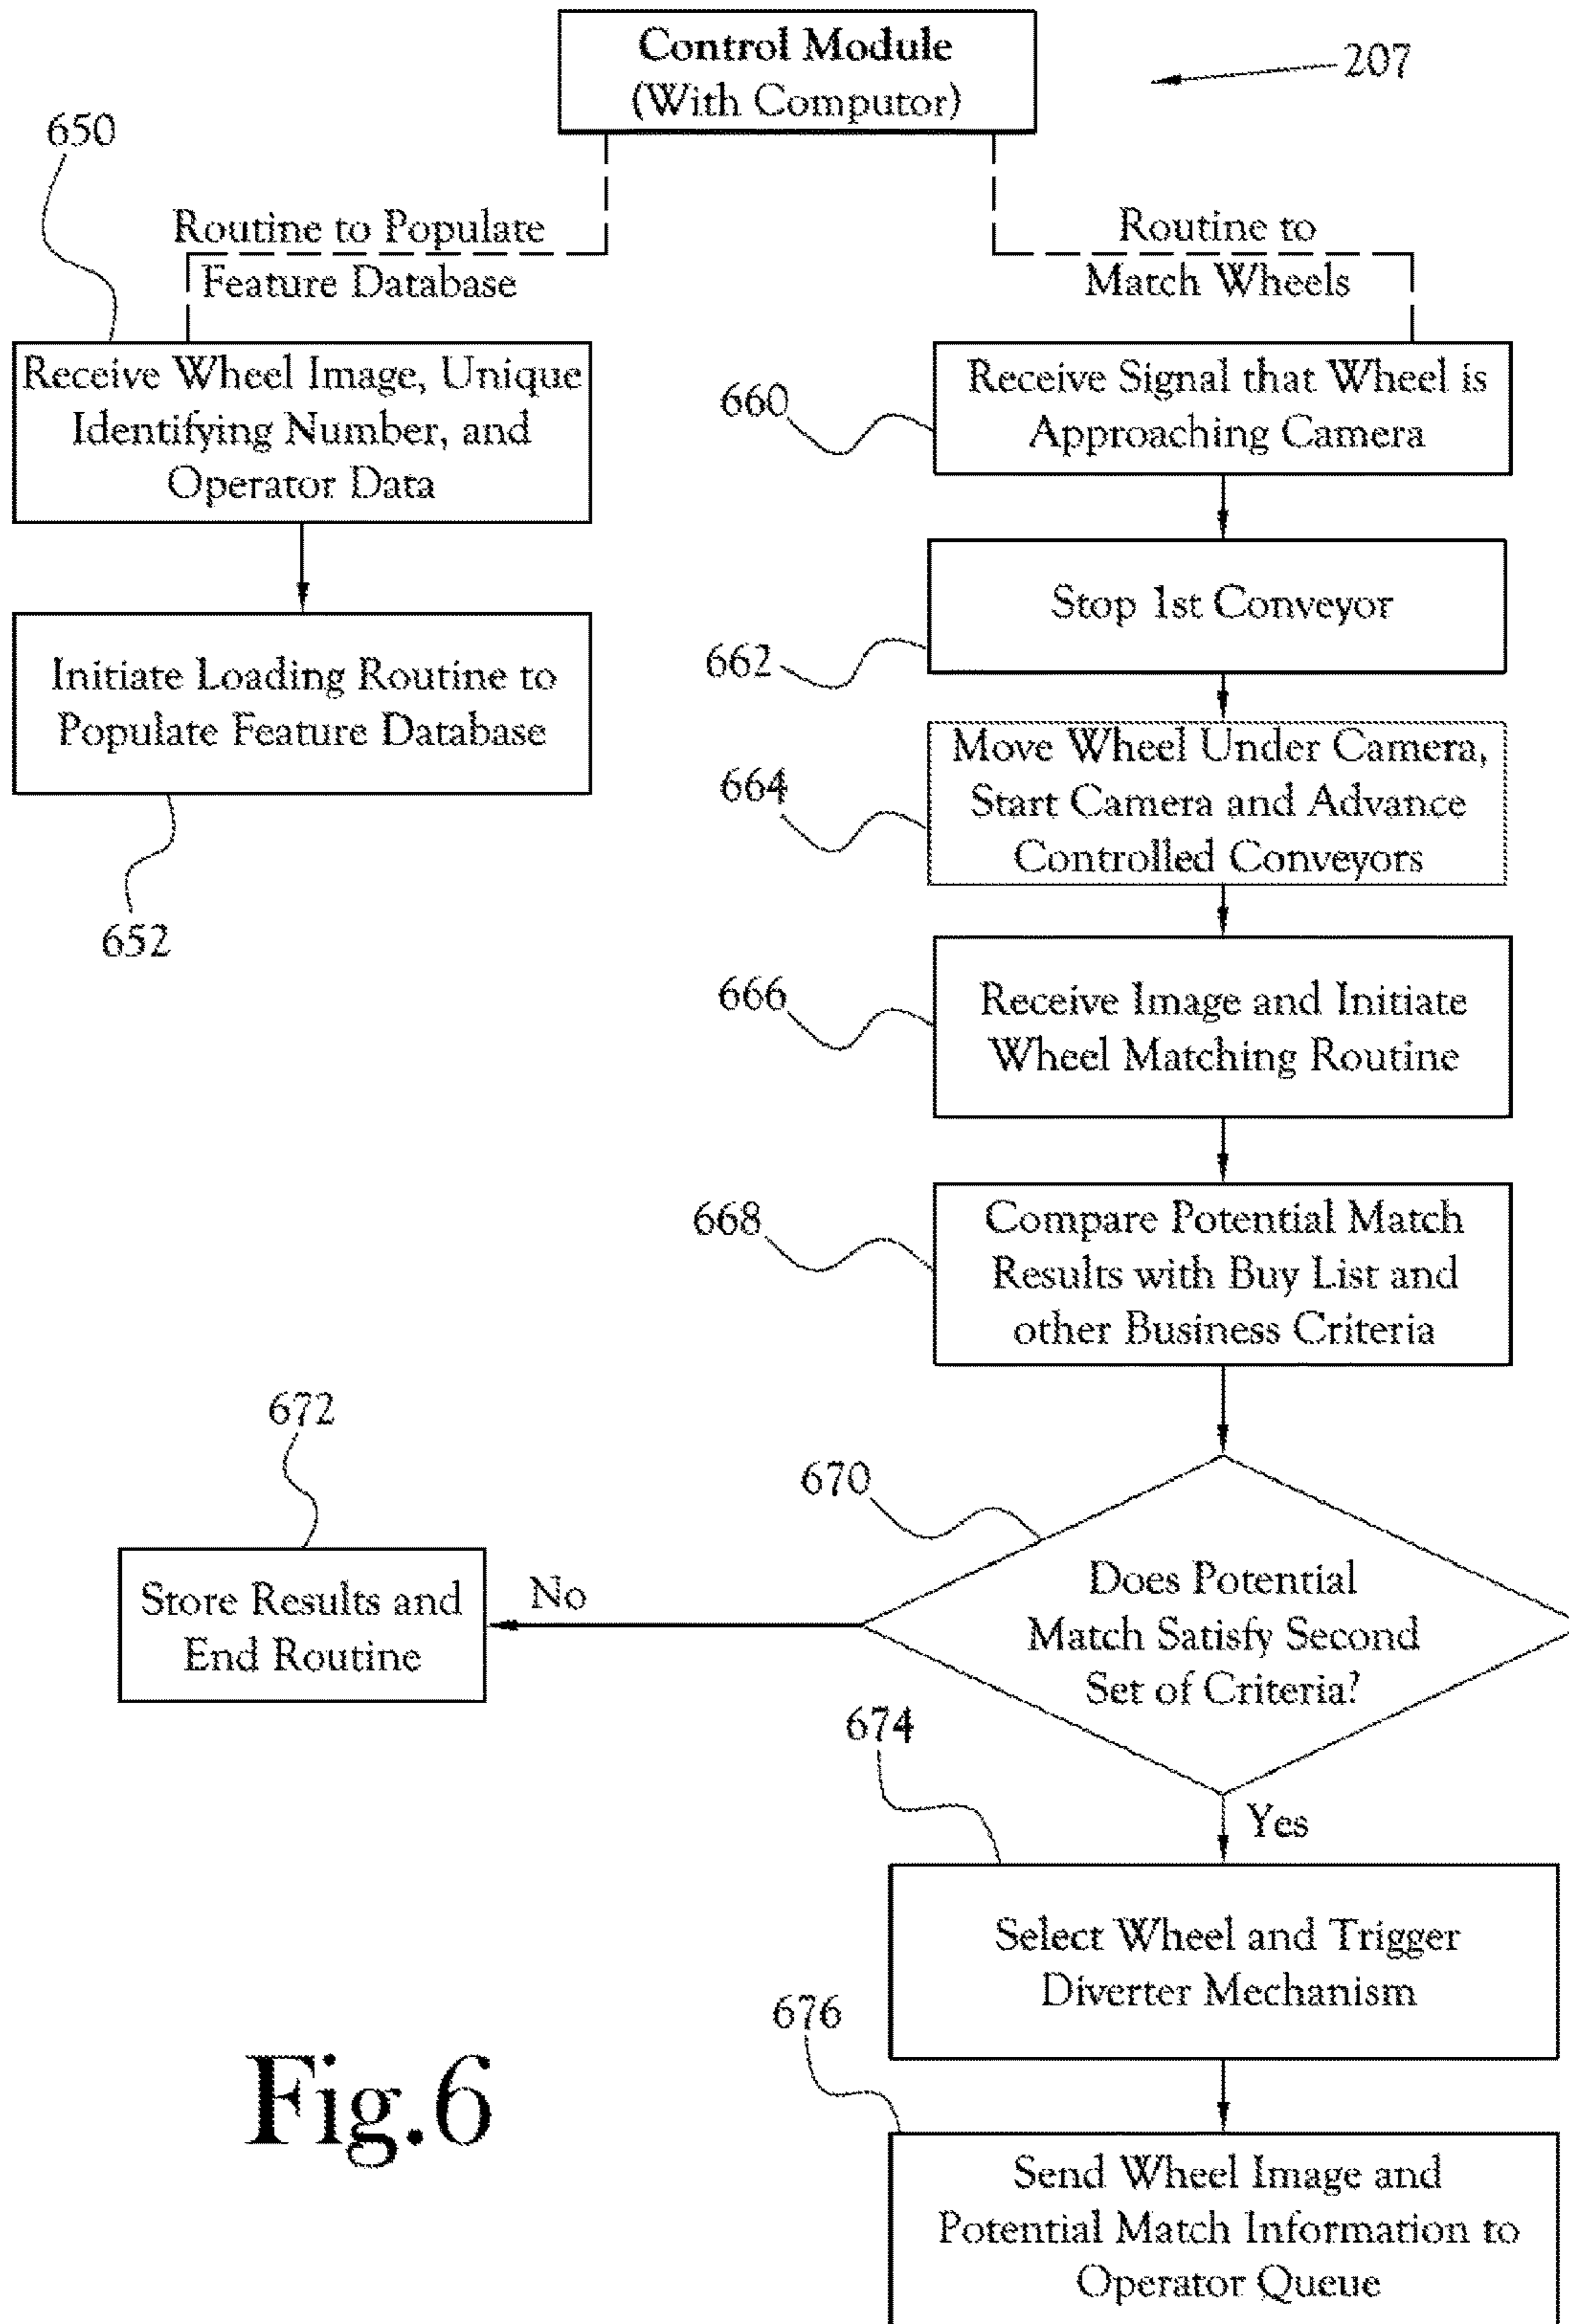 Control Module
(With Computor)
207
650
Routine to Populate
Feature Database
Routine to
Match Wheels
Receive Wheel Image, Unique
Identifying Number, and
Operator Data
660
Receive Signal that Wheel is
Approaching Camera
662
Stop 1st Conveyor
Initiate Loading Routine to
Populate Feature Database
652
664
Move Wheel Under Camera,
Start Camera and Advance
Controlled Conveyors
666
Receive Image and Initiate
Wheel Matching Routine
668
Compare Potential Match
Results with Buy List and
other Business Criteria
672
670
Store Results and
End Routine
No
Does Potential
Match Satisfy Second
Set of Criteria?
674
Yes
Select Wheel and Trigger
Diverter Mechanism
676
Send Wheel Image and
Potential Match Information to
Operator Queue
Fig.6